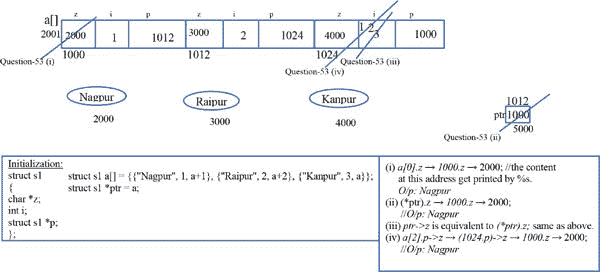 z i p z i p z i p
a[]
2001 2000 1 1012 3000 2 1024 4000 1 2 3 1000
Question-53 (i) 1000 1012 1024 Question-53 (iii)
Question-53 (iv)
Nagpur Raipur Kanpur
2000 3000 4000
1012
ptr 1000
Question-53 (ii) 5000
Initialization:
struct s1 struct s1 a[] = {{"Nagpur", 1, a+1}, {"Raipur", 2, a+2}, {"Kanpur", 3, a}};
{ struct s1 *ptr = a;
char *z;
int i;
struct s1 *p;
};
(i) a[0].z → 1000.z → 2000; //the content
at this address get printed by %s.
O/p: Nagpur
(ii) (*ptr).z → 1000.z → 2000;
//O/p: Nagpur
(iii) ptr->z is equivalent to (*ptr).z; same as above.
(iv) a[2].p->z → (1024.p)->z → 1000.z → 2000;
//O/p: Nagpur